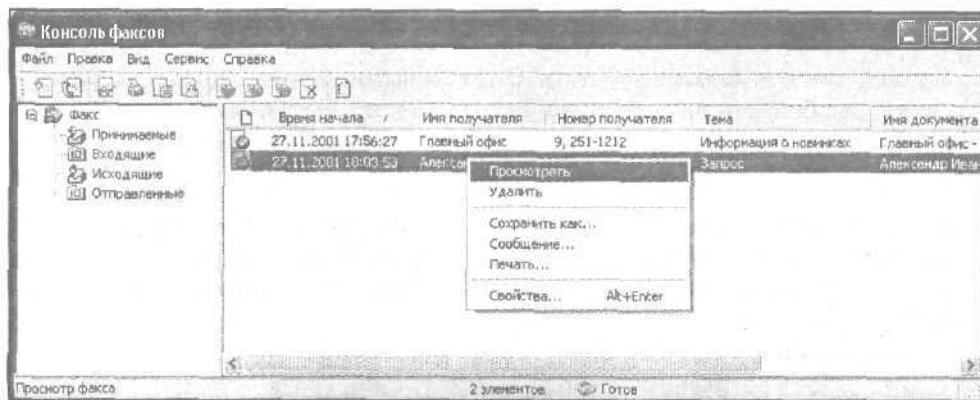 Консоль факсов
Файл Правка Вид Сервис Справка
Время начала Имя получателя Номер получателя Тема Имя документа
Факс
Принимаемые
Входящие
Исходящие
Отправленные
27.11.2001 17:56:27 Главный офис 9, 251-1212 Информация о новинках Главный офис -
27.11.2001 18:03:53 Запрос Александр Ива
Просмотреть
Удалить
Сохранить как...
Сообщение...
Печать...
Свойства... Alt+Enter
Просмотр факса 2 элементов Готов